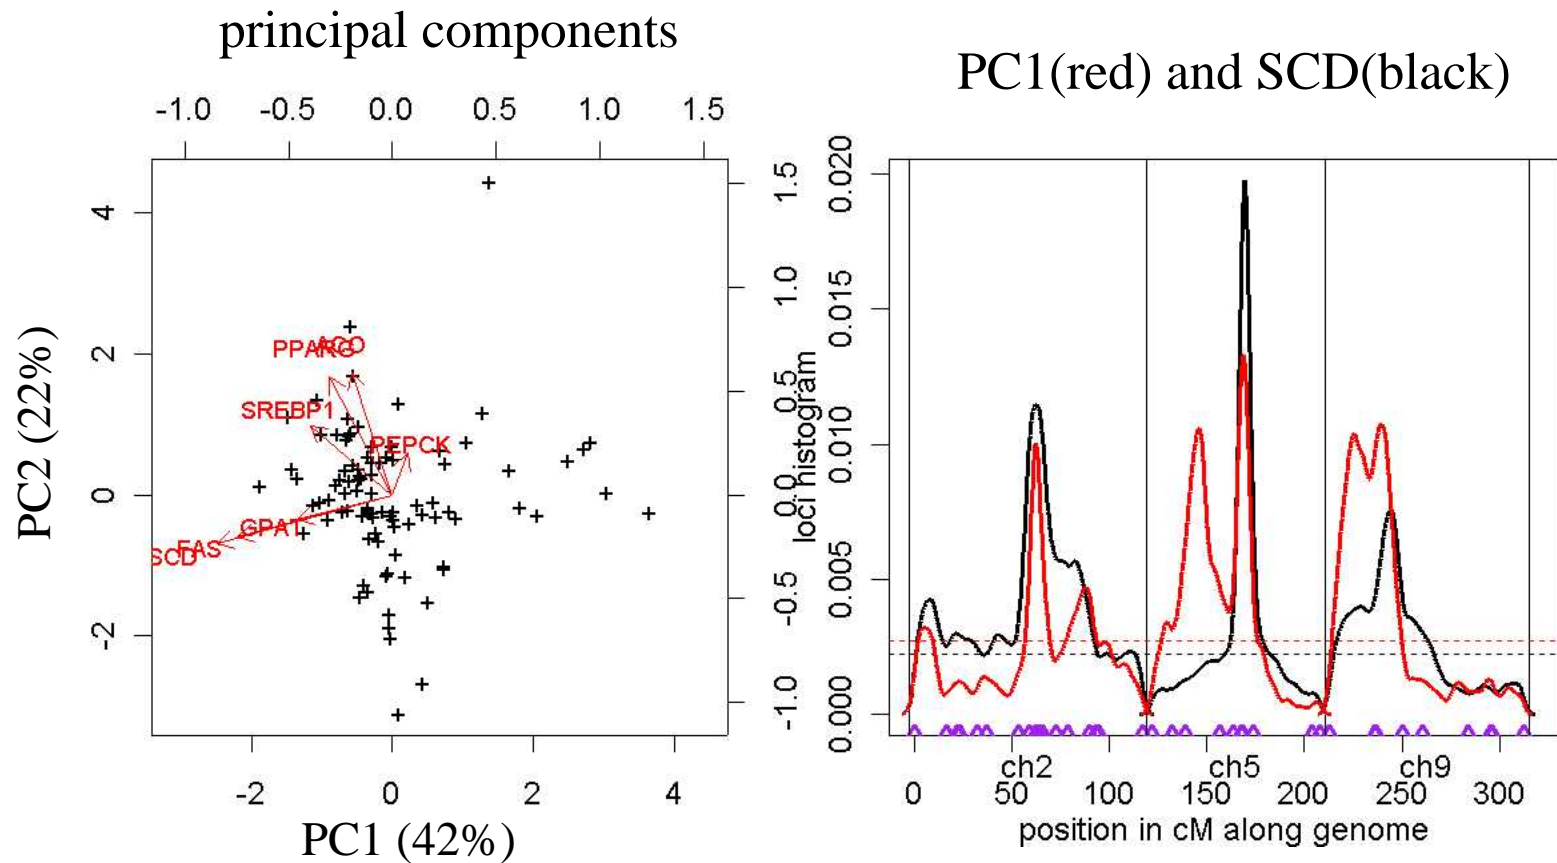 principal components
-1.0 -0.5 0.0 0.5 1.0 1.5
PC2 (22%)
4
2
0
-2
1.5
1.0
0.5
0.0
-0.5
-1.0
PPARG ACO
SREBP1
PEPCK
GPAT
FAS
SCD
-2 0 2 4
PC1 (42%)
PC1(red) and SCD(black)
loci histogram
0.020
0.015
0.010
0.005
0.000
ch2 ch5 ch9
0 50 100 150 200 250 300
position in cM along genome